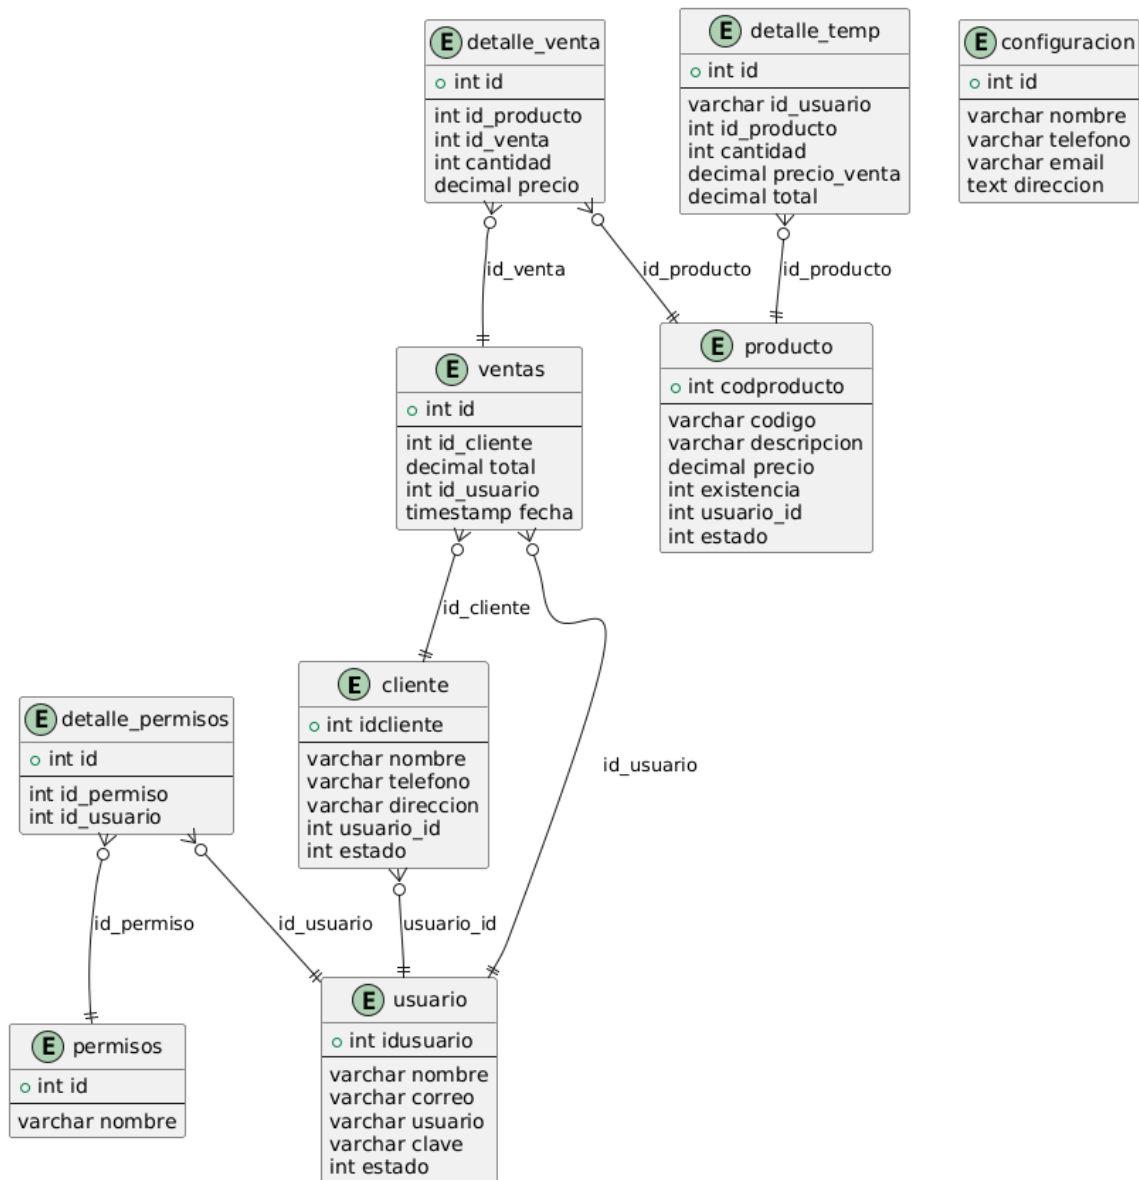 E detalle_venta
int id
int id_producto
int id_venta
int cantidad
decimal precio
E detalle_temp
int id
varchar id_usuario
int id_producto
int cantidad
decimal precio_venta
decimal total
E configuracion
int id
varchar nombre
varchar telefono
varchar email
text direccion
id_venta
id_producto
id_producto
E ventas
int id
int id_cliente
decimal total
int id_usuario
timestamp fecha
E producto
int codproducto
varchar codigo
varchar descripcion
decimal precio
int existencia
int usuario_id
int estado
id_cliente
id_usuario
E detalle_permisos
int id
int id_permiso
int id_usuario
E cliente
int idcliente
varchar nombre
varchar telefono
varchar direccion
int usuario_id
int estado
id_permiso
id_usuario
usuario_id
E permisos
int id
varchar nombre
E usuario
int idusuario
varchar nombre
varchar correo
varchar usuario
varchar clave
int estado